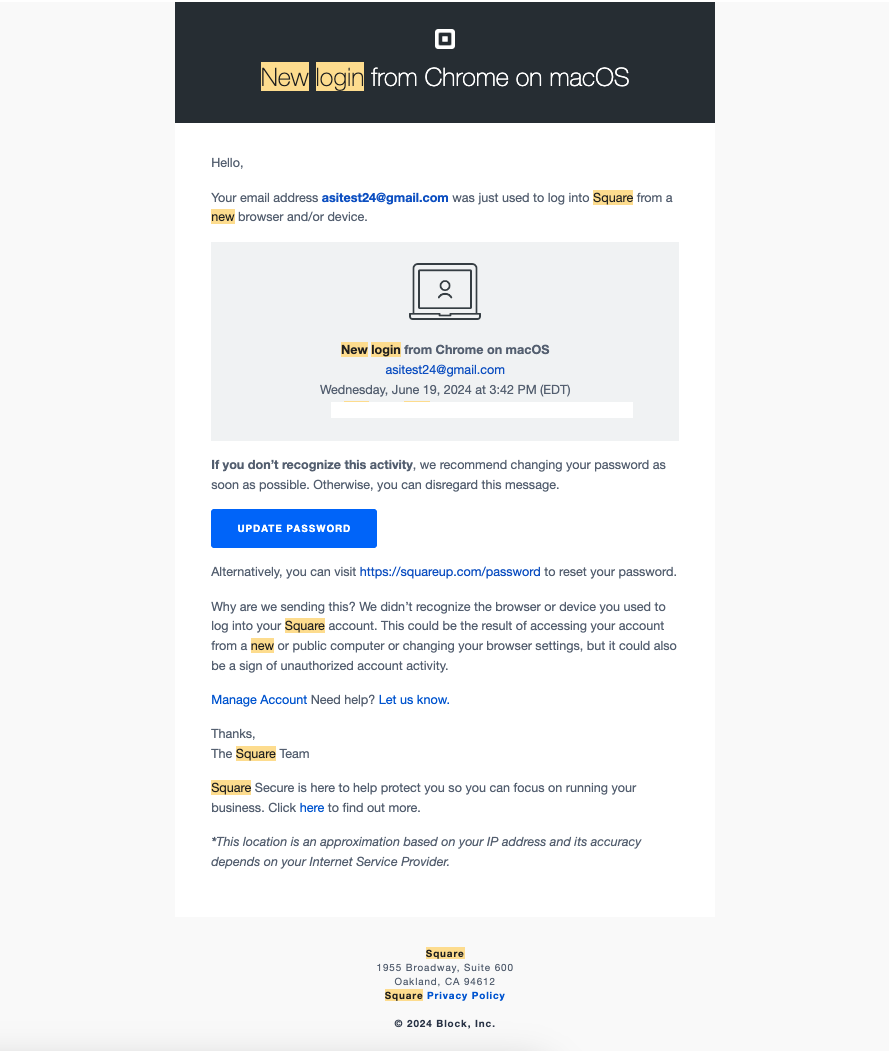 New login from Chrome on macOS
Hello,
Your email address asitest24@gmail.com was just used to log into Square from a
new browser and/or device.
New login from Chrome on macOS
asitest24@gmail.com
Wednesday, June 19, 2024 at 3:42 PM (EDT)
If you don’t recognize this activity, we recommend changing your password as
soon as possible. Otherwise, you can disregard this message.
UPDATE PASSWORD
Alternatively, you can visit https://squareup.com/password to reset your password.
Why are we sending this? We didn’t recognize the browser or device you used to
log into your Square account. This could be the result of accessing your account
from a new or public computer or changing your browser settings, but it could also
be a sign of unauthorized account activity.
Manage Account Need help? Let us know.
Thanks,
The Square Team
Square Secure is here to help protect you so you can focus on running your
business. Click here to find out more.
*This location is an approximation based on your IP address and its accuracy
depends on your Internet Service Provider.
Square
1955 Broadway, Suite 600
Oakland, CA 94612
Square Privacy Policy
© 2024 Block, Inc.